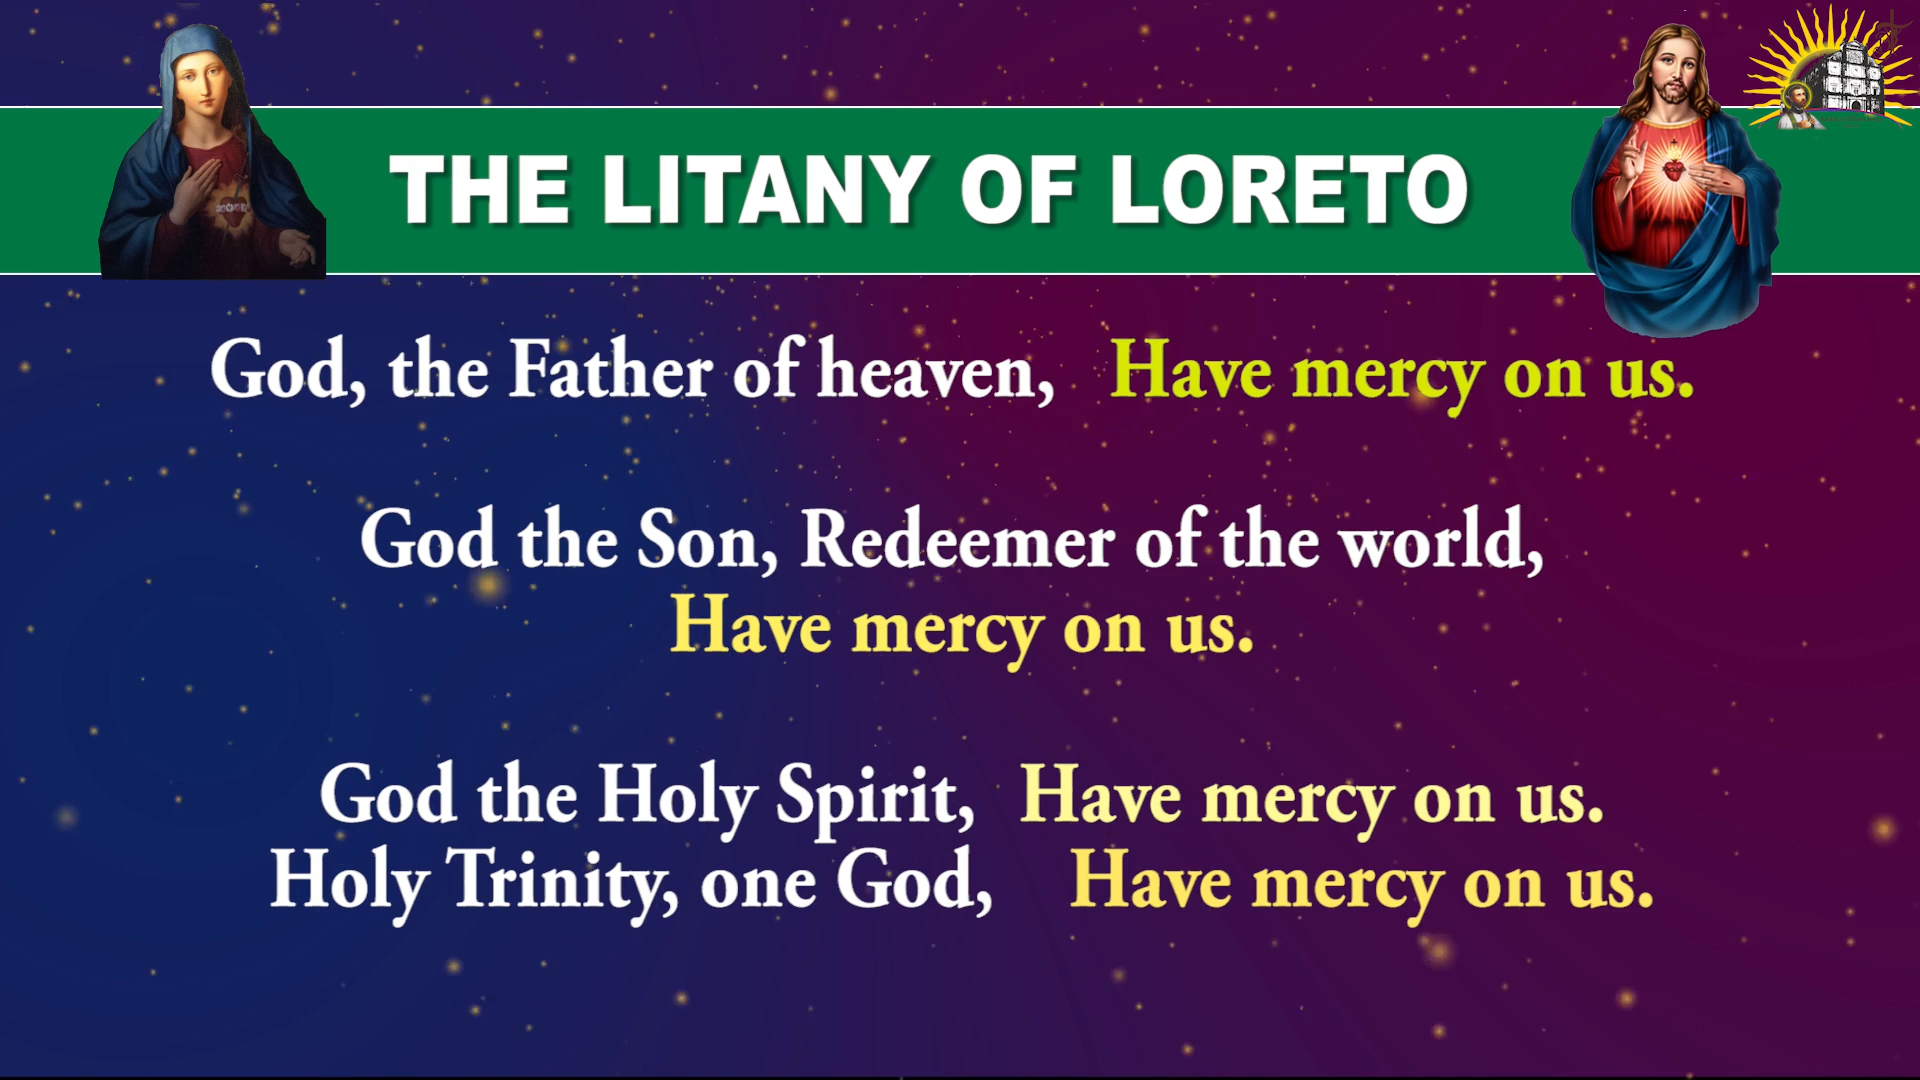 THE LITANY OF LORETO
God, the Father of heaven, Have mercy on us.
God the Son, Redeemer of the world,
Have mercy on us.
God the Holy Spirit, Have mercy on us.
Holy Trinity, one God, Have mercy on us.